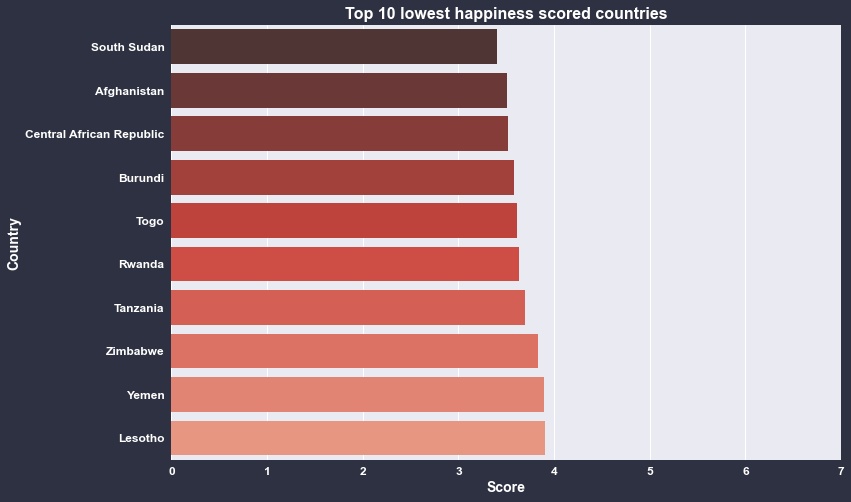 Top 10 lowest happiness scored countries
Country
South Sudan
Afghanistan
Central African Republic
Burundi
Togo
Rwanda
Tanzania
Zimbabwe
Yemen
Lesotho
0 1 2 3 4 5 6 7
Score